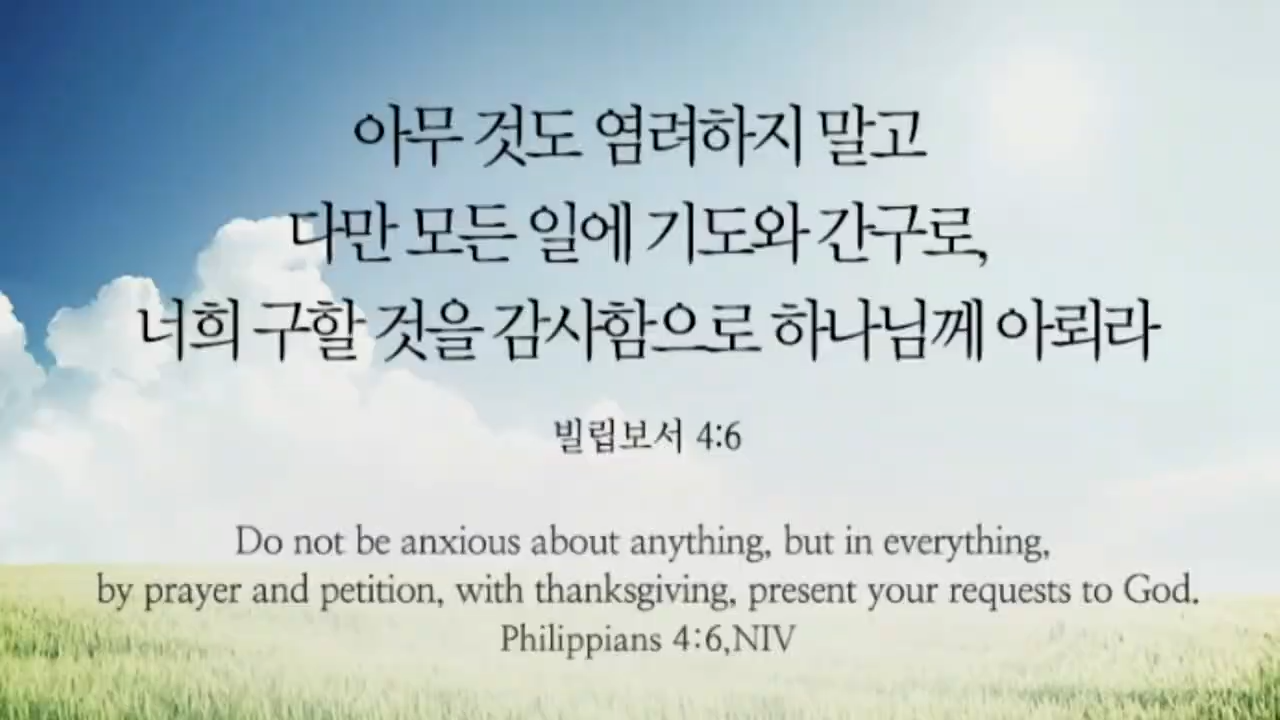 아무 것도 염려하지 말고
다만 모든 일에 기도와 간구로,
너희 구할 것을 감사함으로 하나님께 아뢰라
빌립보서 4:6
Do not be anxious about anything, but in everything,
by prayer and petition, with thanksgiving, present your requests to God.
Philippians 4:6,NIV